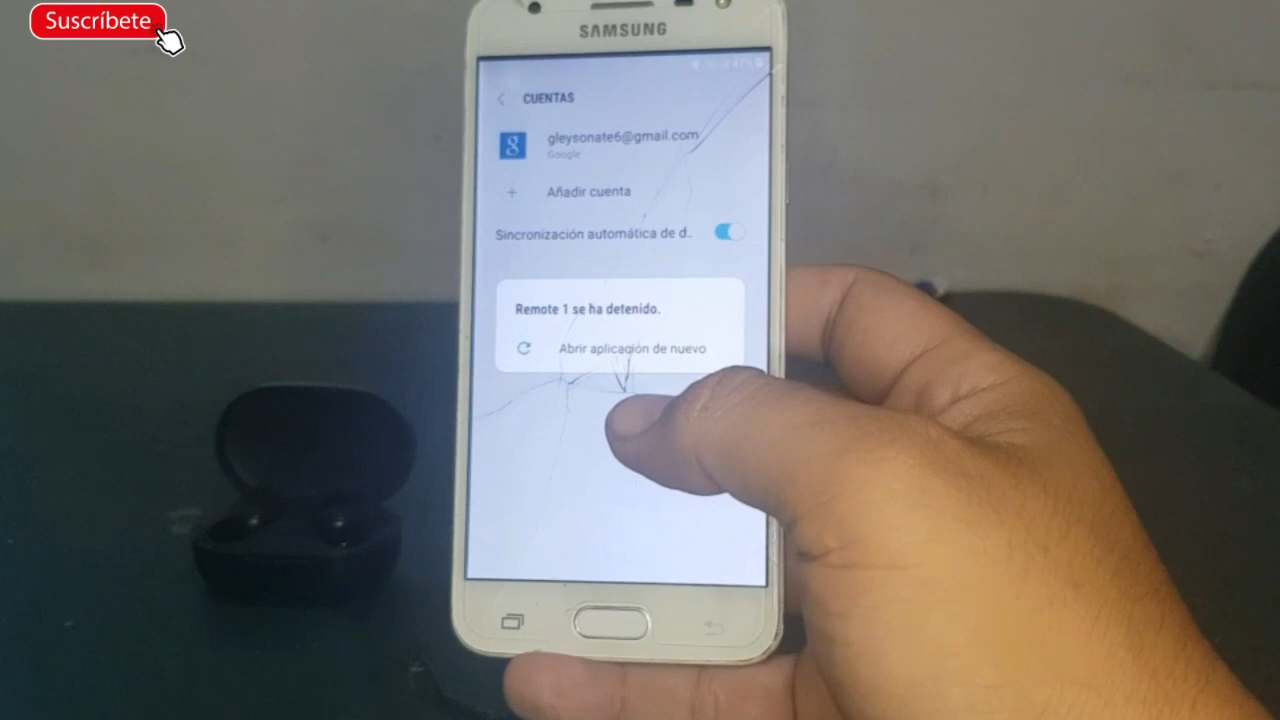 Suscríbete
SAMSUNG
CUENTAS
gleysonate6@gmail.com
Google
Añadir cuenta
Sincronización automática de d..
Remote 1 se ha detenido.
Abrir aplicación de nuevo